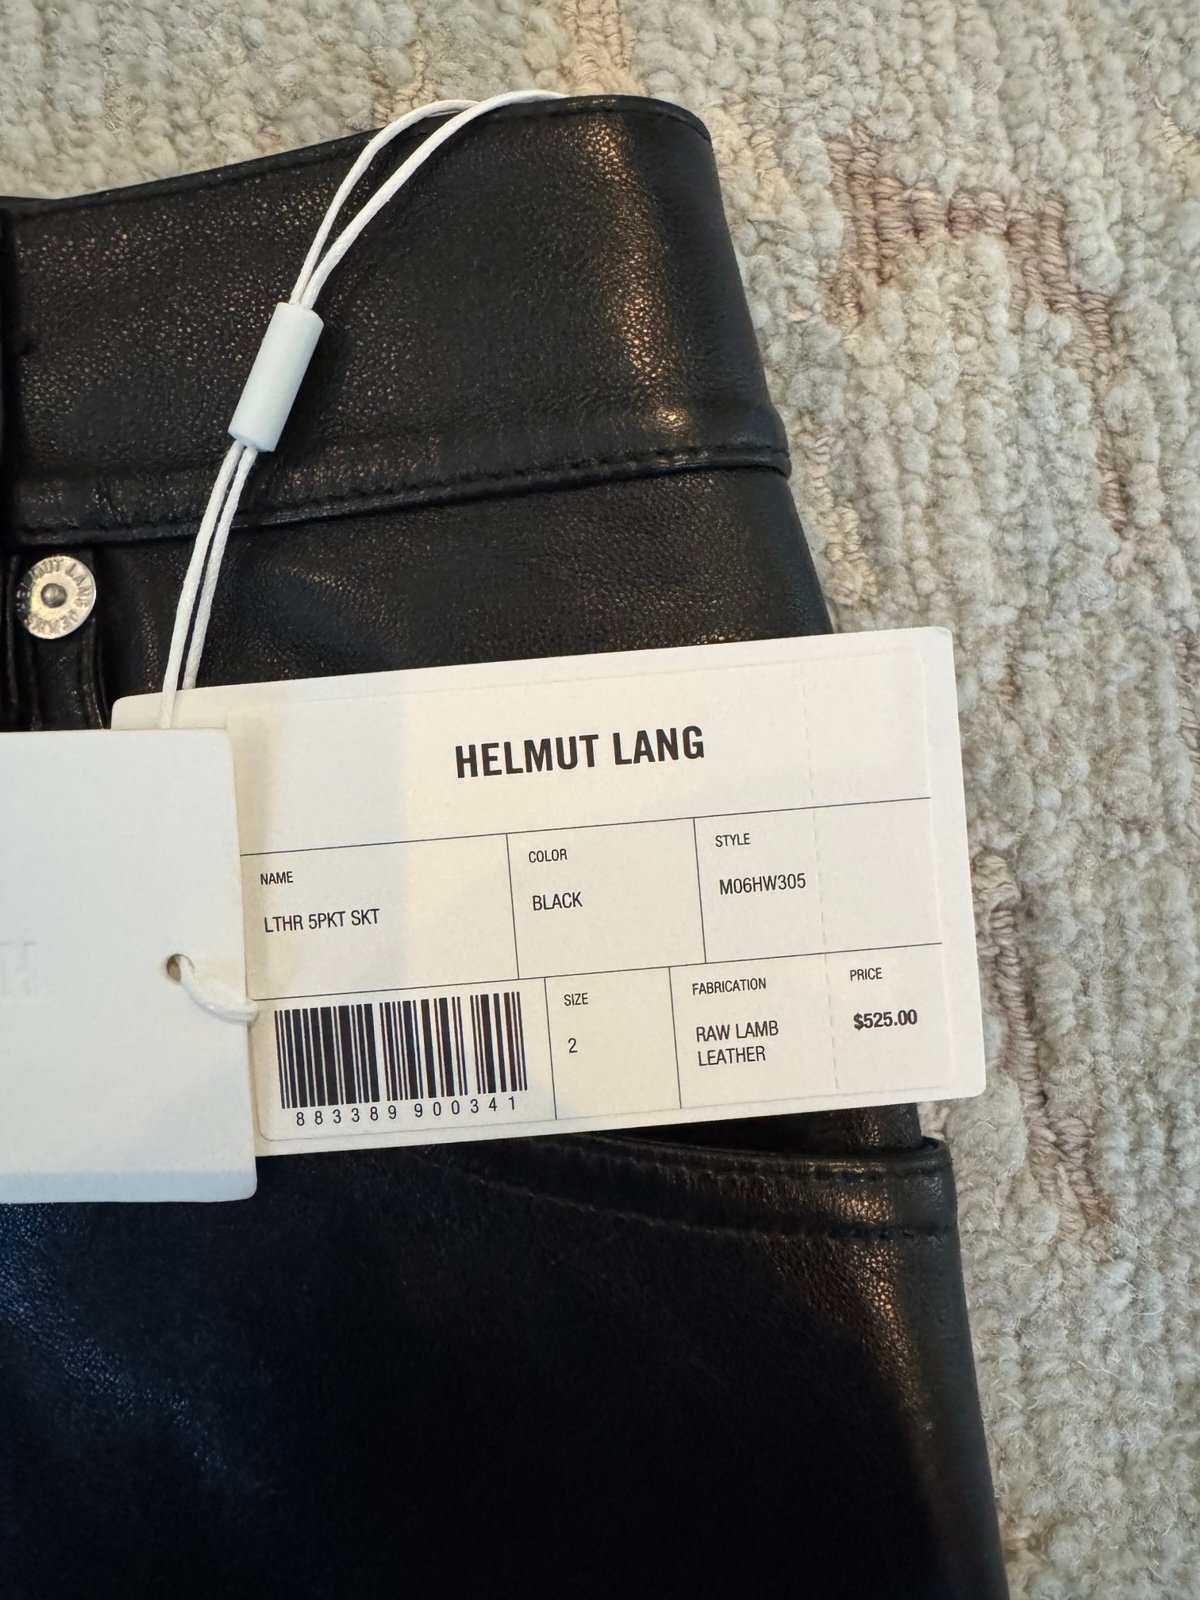 HELMUT LANG JEANS
HELMUT LANG
NAME
LTHR 5PKT SKT
COLOR
BLACK
STYLE
M06HW305
883389 900341
SIZE
2
FABRICATION
RAW LAMB
LEATHER
PRICE
$525.00